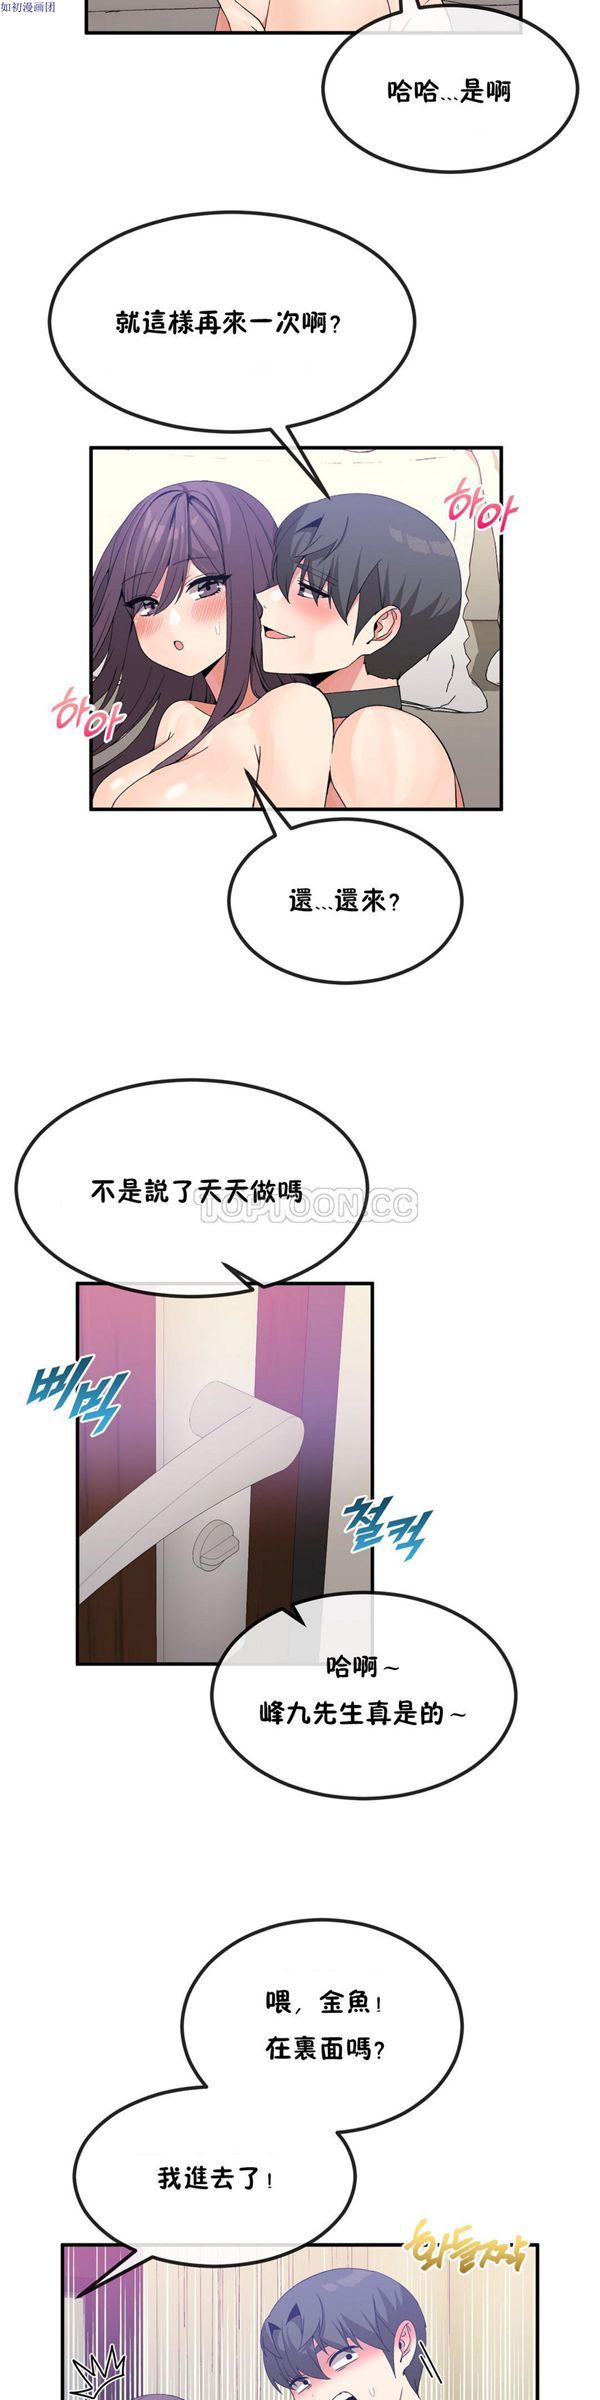 如初漫画团
哈哈...是啊
就這樣再來一次啊?
하아
하아
還...還來?
不是說了天天做嗎
TOPTOON.CC
삐빅
철컥
哈啊~
峰九先生真是的~
喂, 金魚!
在裏面嗎?
我進去了!
화들짝